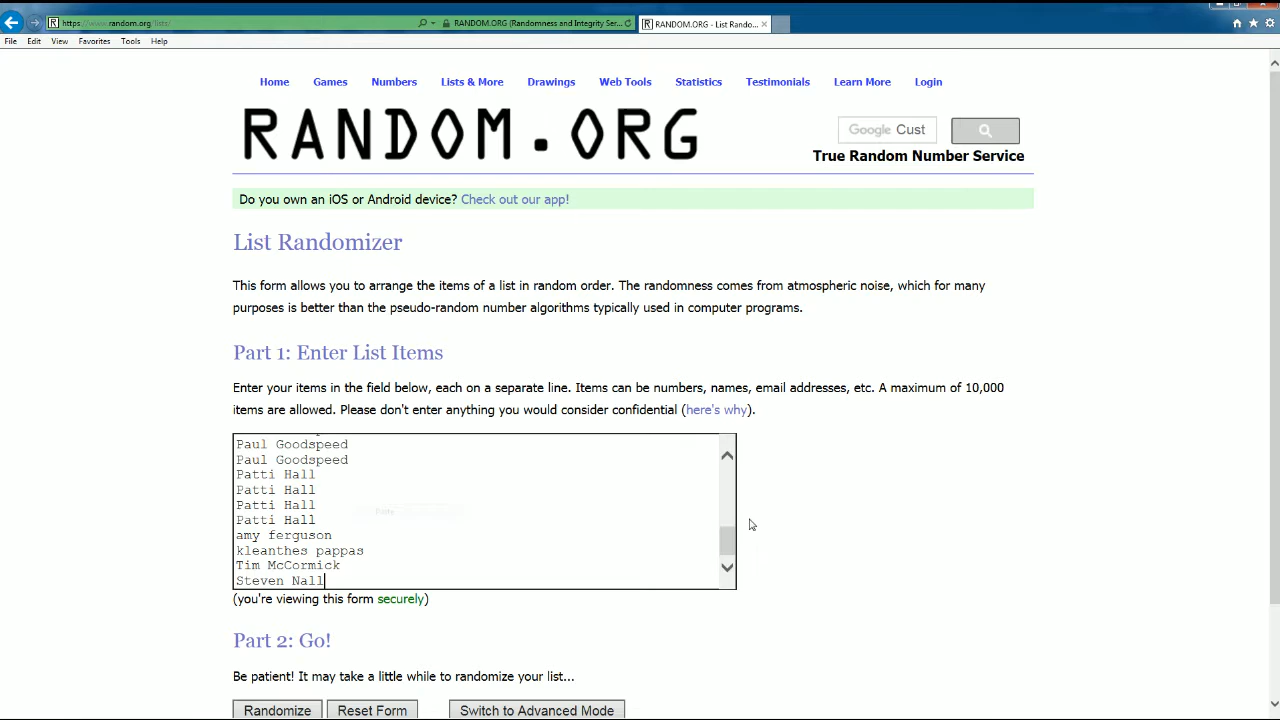 https://www.random.org/lists/
RANDOM.ORG (Randomness and Integrity Ser...
RANDOM.ORG - List Rando...
File Edit View Favorites Tools Help
Home Games Numbers Lists & More Drawings Web Tools Statistics Testimonials Learn More Login
RANDOM.ORG
Google Cust
True Random Number Service
Do you own an iOS or Android device? Check out our app!
List Randomizer
This form allows you to arrange the items of a list in random order. The randomness comes from atmospheric noise, which for many
purposes is better than the pseudo-random number algorithms typically used in computer programs.
Part 1: Enter List Items
Enter your items in the field below, each on a separate line. Items can be numbers, names, email addresses, etc. A maximum of 10,000
items are allowed. Please don't enter anything you would consider confidential (here's why).
Paul Goodspeed
Paul Goodspeed
Patti Hall
Patti Hall
Patti Hall
Patti Hall
amy ferguson
kleanthes pappas
Tim McCormick
Steven Nall
(you're viewing this form securely)
Part 2: Go!
Be patient! It may take a little while to randomize your list...
Randomize Reset Form Switch to Advanced Mode